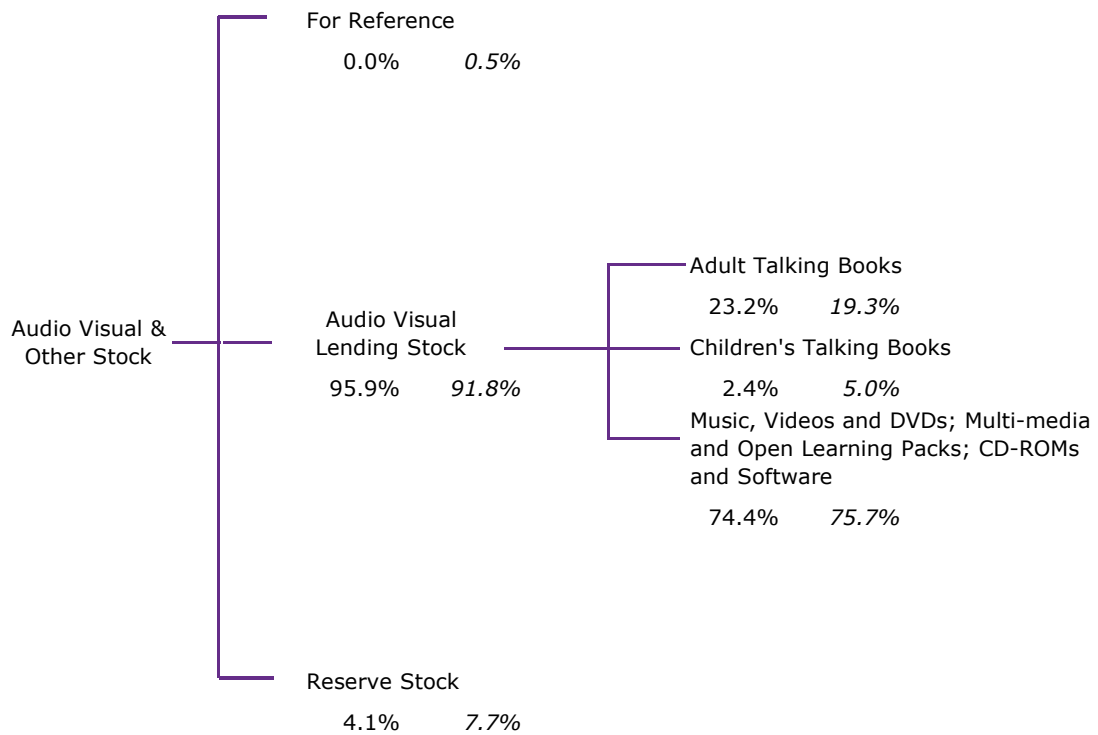 For Reference
0.0% 0.5%
Audio Visual &
Other Stock
Audio Visual
Lending Stock
95.9% 91.8%
Adult Talking Books
23.2% 19.3%
Children's Talking Books
2.4% 5.0%
Music, Videos and DVDs; Multi-media
and Open Learning Packs; CD-ROMs
and Software
74.4% 75.7%
Reserve Stock
4.1% 7.7%